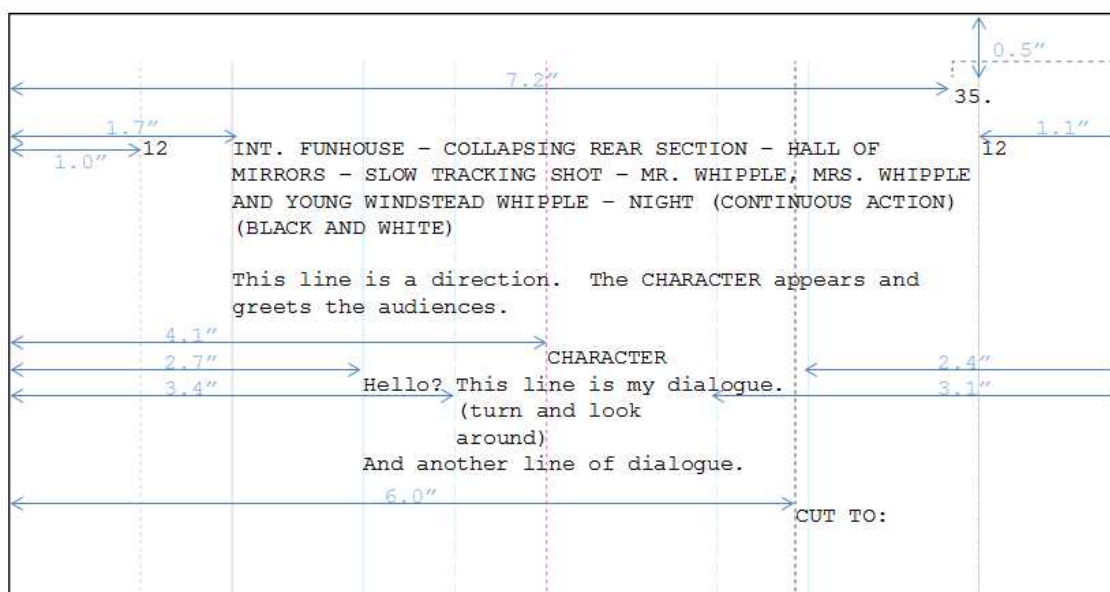 0.5″
7.2″
35.
1.7″
1.1″
1.0″
12 INT. FUNHOUSE – COLLAPSING REAR SECTION – HALL OF 12
MIRRORS – SLOW TRACKING SHOT – MR. WHIPPLE, MRS. WHIPPLE
AND YOUNG WINDSTEAD WHIPPLE – NIGHT (CONTINUOUS ACTION)
(BLACK AND WHITE)
This line is a direction.  The CHARACTER appears and
greets the audiences.
4.1″
CHARACTER
2.7″
2.4″
Hello? This line is my dialogue.
3.4″
3.1″
(turn and look
around)
And another line of dialogue.
6.0″
CUT TO: